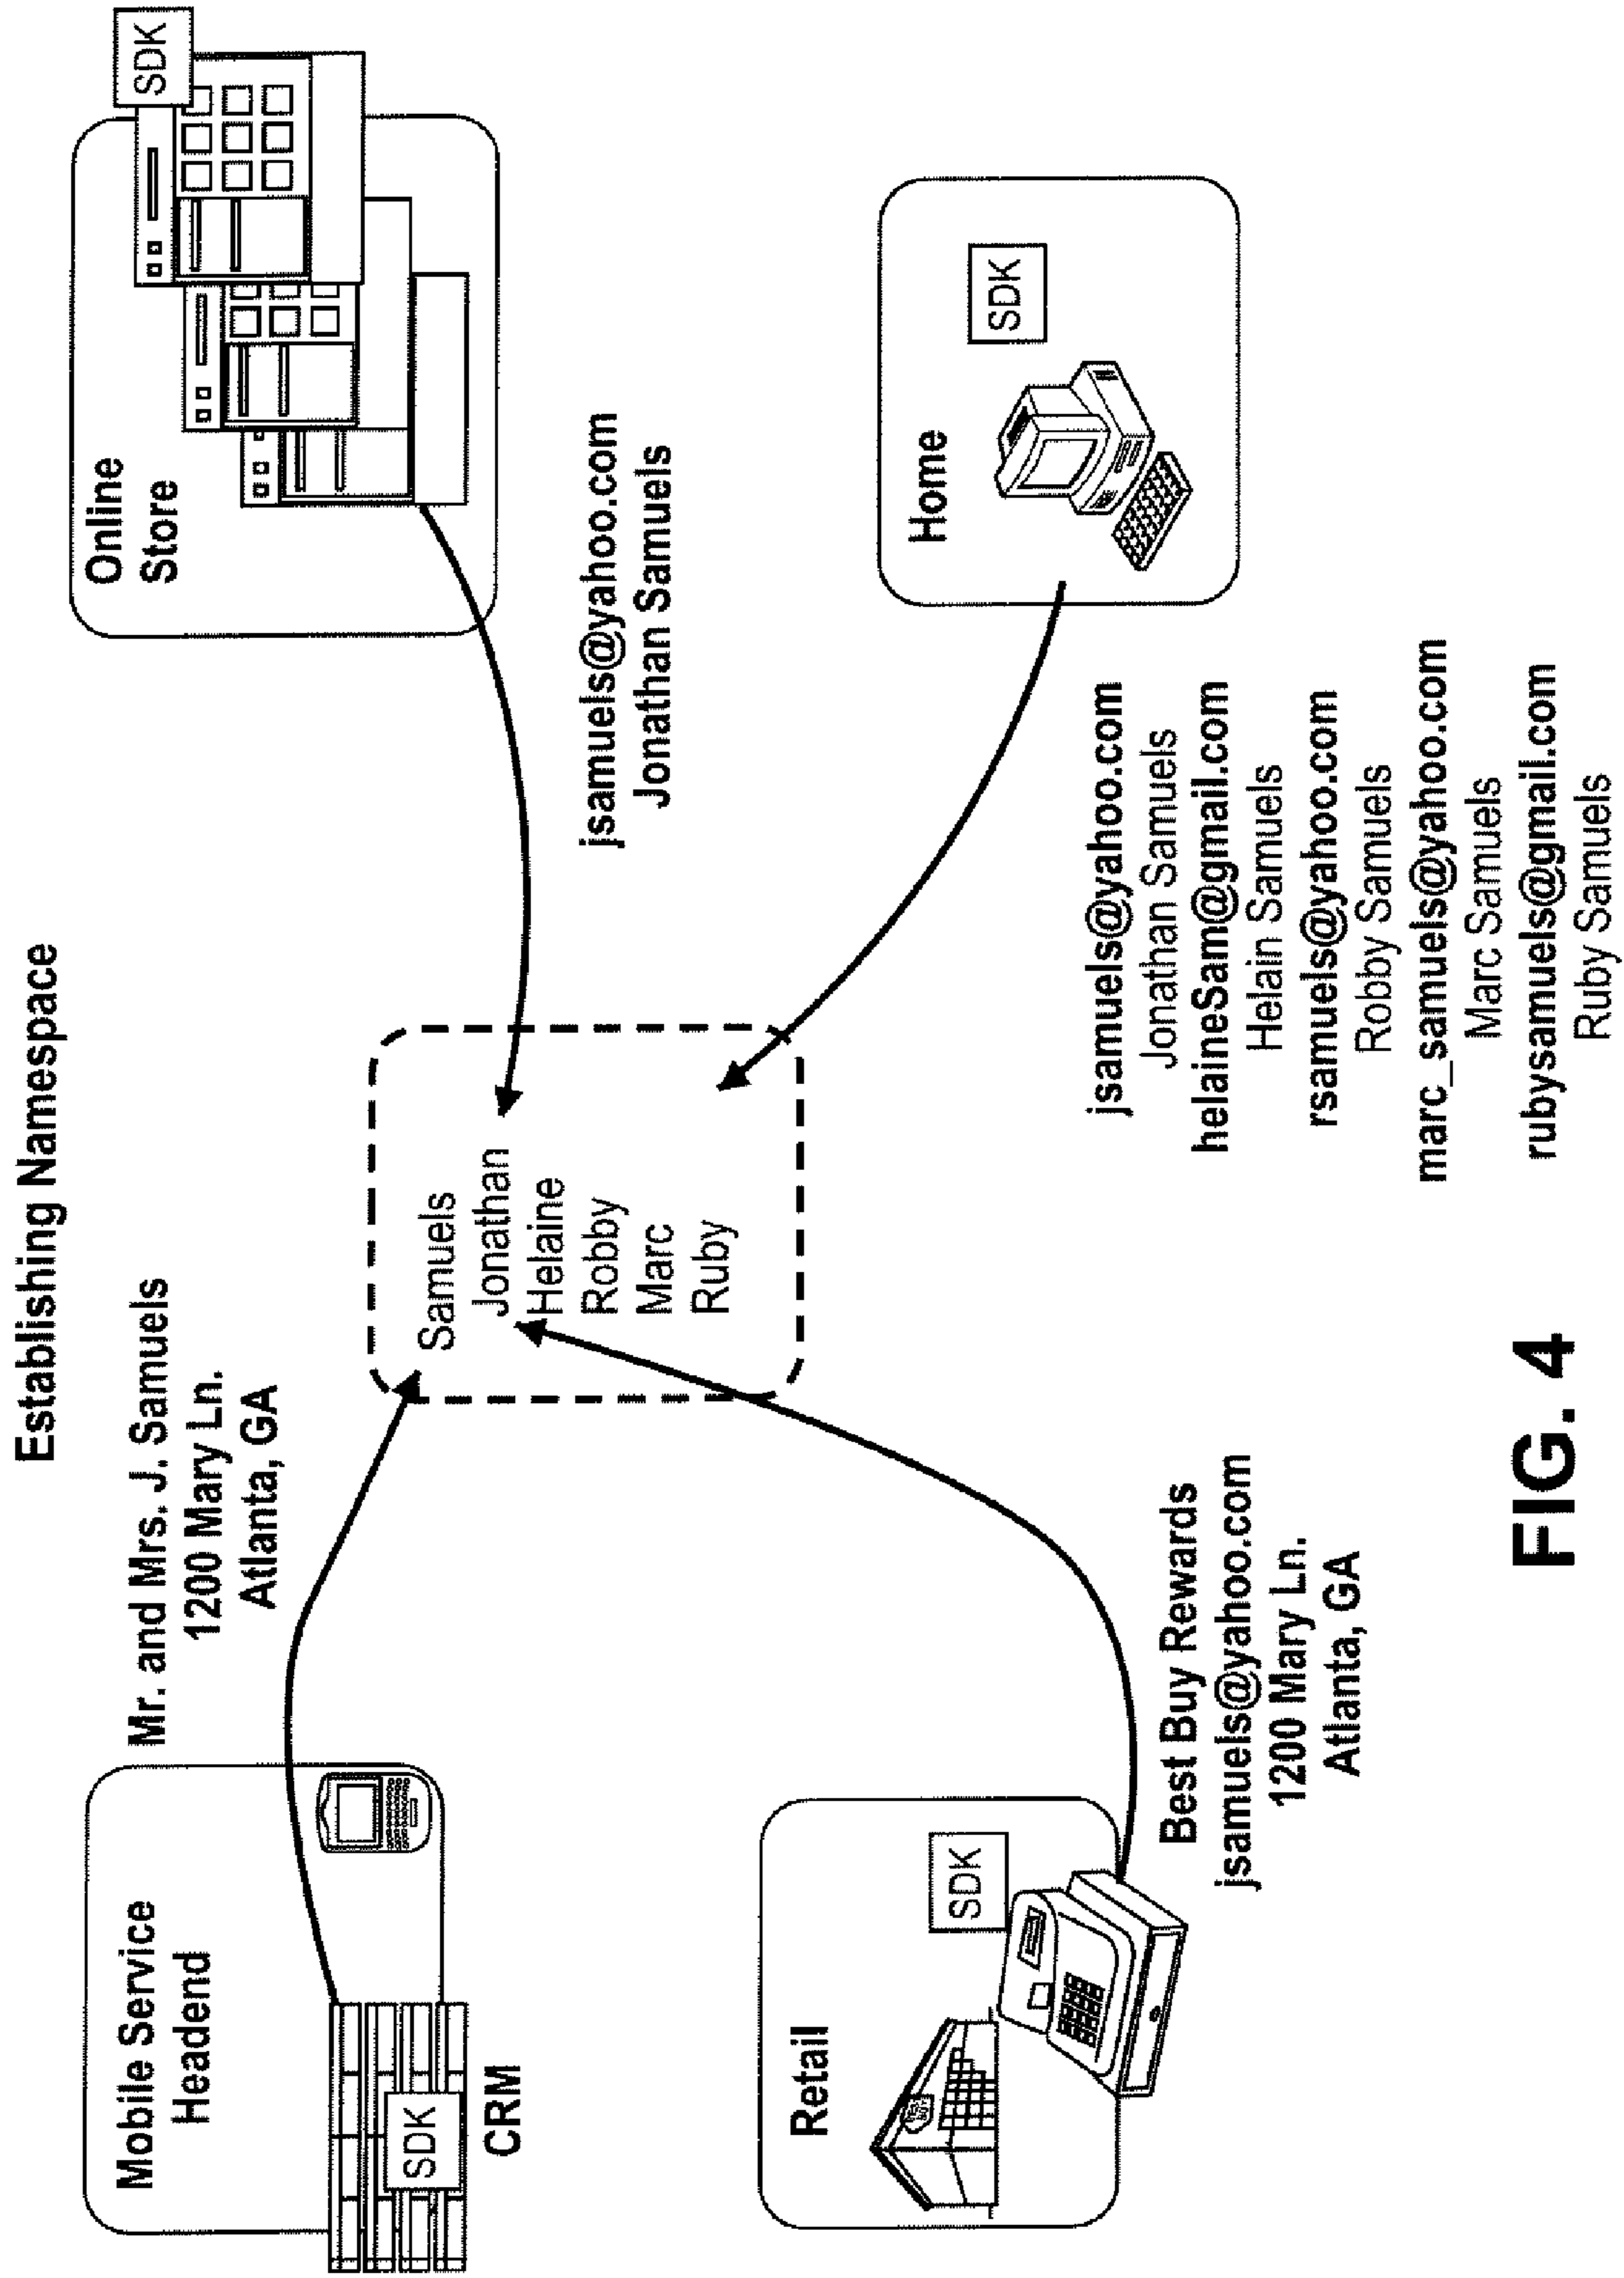 Establishing Namespace
Mobile Service
Headend
SDK
CRM
Mr. and Mrs. J. Samuels
1200 Mary Ln.
Atlanta, GA
Online
Store
SDK
jsamuels@yahoo.com
Jonathan Samuels
Samuels
Jonathan
Helaine
Robby
Marc
Ruby
Retail
SDK
Best Buy Rewards
jsamuels@yahoo.com
1200 Mary Ln.
Atlanta, GA
Home
SDK
jsamuels@yahoo.com
Jonathan Samuels
helaineSam@gmail.com
Helain Samuels
rsamuels@yahoo.com
Robby Samuels
marc_samuels@yahoo.com
Marc Samuels
rubysamuels@gmail.com
Ruby Samuels
FIG. 4